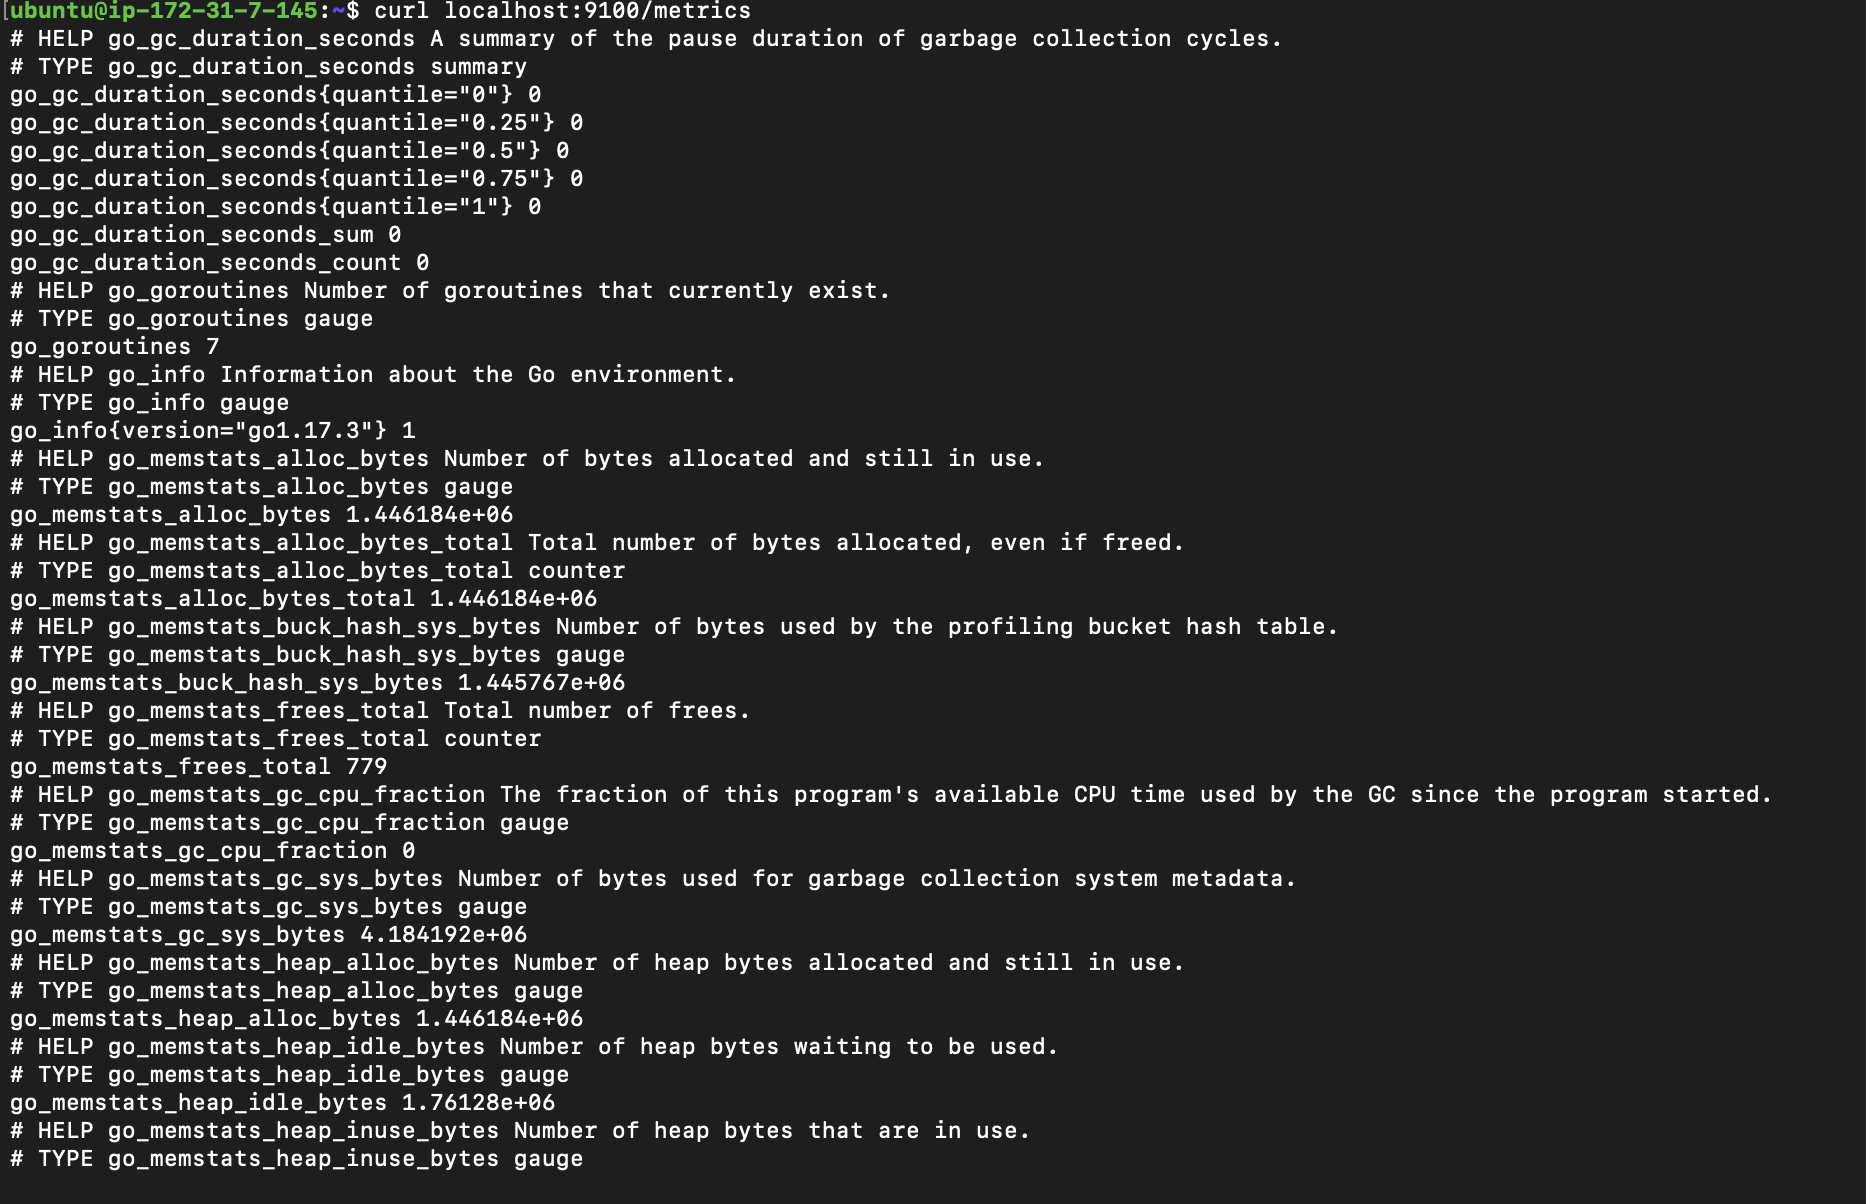 [ubuntu@ip-172-31-7-145:~$ curl localhost:9100/metrics
# HELP go_gc_duration_seconds A summary of the pause duration of garbage collection cycles.
# TYPE go_gc_duration_seconds summary
go_gc_duration_seconds{quantile="0"} 0
go_gc_duration_seconds{quantile="0.25"} 0
go_gc_duration_seconds{quantile="0.5"} 0
go_gc_duration_seconds{quantile="0.75"} 0
go_gc_duration_seconds{quantile="1"} 0
go_gc_duration_seconds_sum 0
go_gc_duration_seconds_count 0
# HELP go_goroutines Number of goroutines that currently exist.
# TYPE go_goroutines gauge
go_goroutines 7
# HELP go_info Information about the Go environment.
# TYPE go_info gauge
go_info{version="go1.17.3"} 1
# HELP go_memstats_alloc_bytes Number of bytes allocated and still in use.
# TYPE go_memstats_alloc_bytes gauge
go_memstats_alloc_bytes 1.446184e+06
# HELP go_memstats_alloc_bytes_total Total number of bytes allocated, even if freed.
# TYPE go_memstats_alloc_bytes_total counter
go_memstats_alloc_bytes_total 1.446184e+06
# HELP go_memstats_buck_hash_sys_bytes Number of bytes used by the profiling bucket hash table.
# TYPE go_memstats_buck_hash_sys_bytes gauge
go_memstats_buck_hash_sys_bytes 1.445767e+06
# HELP go_memstats_frees_total Total number of frees.
# TYPE go_memstats_frees_total counter
go_memstats_frees_total 779
# HELP go_memstats_gc_cpu_fraction The fraction of this program's available CPU time used by the GC since the program started.
# TYPE go_memstats_gc_cpu_fraction gauge
go_memstats_gc_cpu_fraction 0
# HELP go_memstats_gc_sys_bytes Number of bytes used for garbage collection system metadata.
# TYPE go_memstats_gc_sys_bytes gauge
go_memstats_gc_sys_bytes 4.184192e+06
# HELP go_memstats_heap_alloc_bytes Number of heap bytes allocated and still in use.
# TYPE go_memstats_heap_alloc_bytes gauge
go_memstats_heap_alloc_bytes 1.446184e+06
# HELP go_memstats_heap_idle_bytes Number of heap bytes waiting to be used.
# TYPE go_memstats_heap_idle_bytes gauge
go_memstats_heap_idle_bytes 1.76128e+06
# HELP go_memstats_heap_inuse_bytes Number of heap bytes that are in use.
# TYPE go_memstats_heap_inuse_bytes gauge